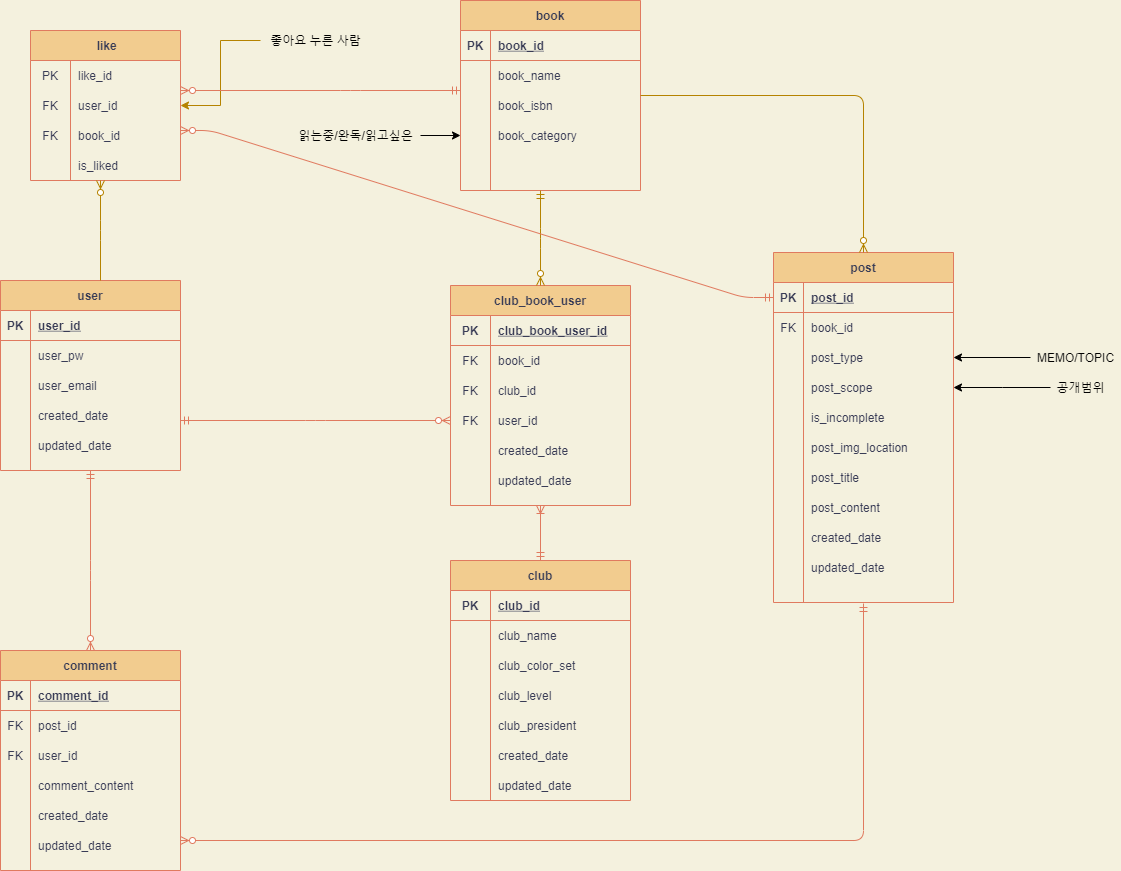 like
PK like_id
FK user_id
FK book_id
is_liked
좋아요 누른 사람
book
PK book_id
book_name
book_isbn
book_category
읽는중/완독/읽고싶은
user
PK user_id
user_pw
user_email
created_date
updated_date
club_book_user
PK club_book_user_id
FK book_id
FK club_id
FK user_id
created_date
updated_date
post
PK post_id
FK book_id
post_type
post_scope
is_incomplete
post_img_location
post_title
post_content
created_date
updated_date
MEMO/TOPIC
공개범위
club
PK club_id
club_name
club_color_set
club_level
club_president
created_date
updated_date
comment
PK comment_id
FK post_id
FK user_id
comment_content
created_date
updated_date